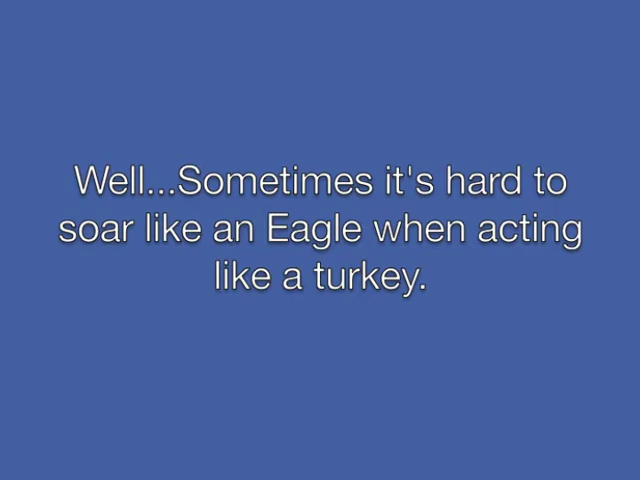 Well...Sometimes it's hard to
soar like an Eagle when acting
like a turkey.